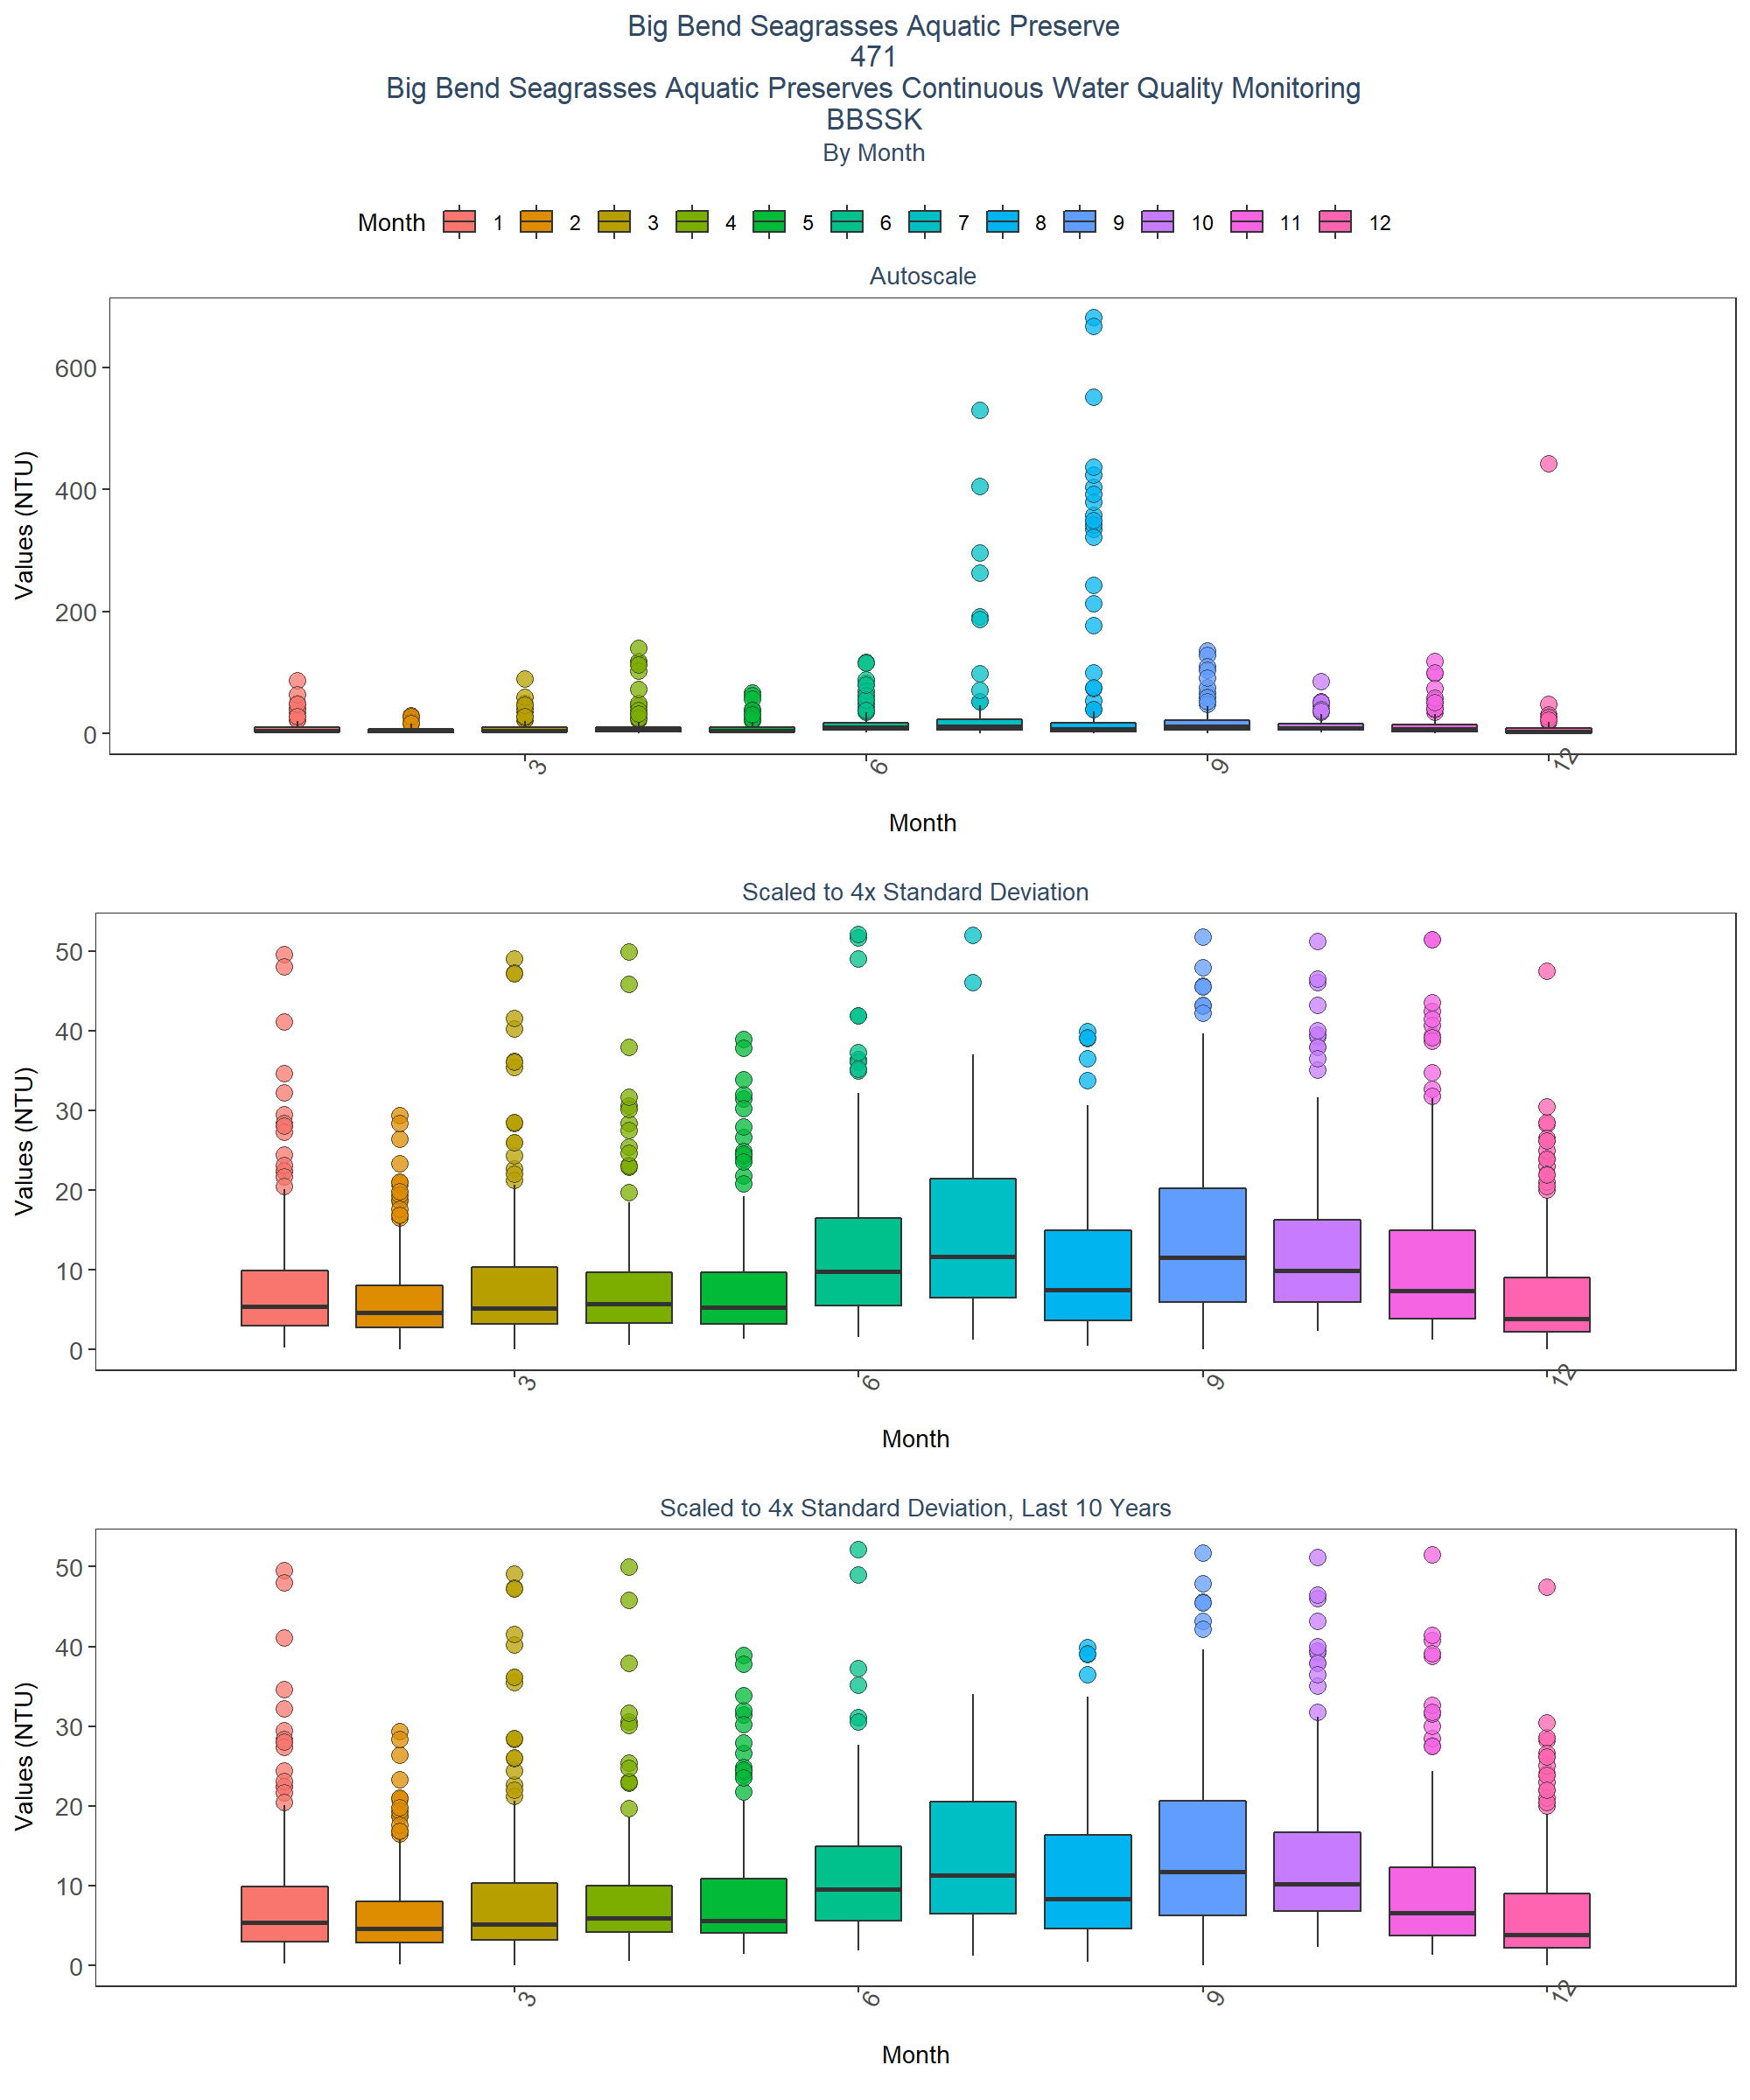 Big Bend Seagrasses Aquatic Preserve
471
Big Bend Seagrasses Aquatic Preserves Continuous Water Quality Monitoring
BBSSK
By Month
Month 1 2 3 4 5 6 7 8 9 10 11 12
Autoscale
Values (NTU)
600
400
200
0
3 6 9 12
Month
Scaled to 4x Standard Deviation
Values (NTU)
50
40
30
20
10
0
3 6 9 12
Month
Scaled to 4x Standard Deviation, Last 10 Years
Values (NTU)
50
40
30
20
10
0
3 6 9 12
Month